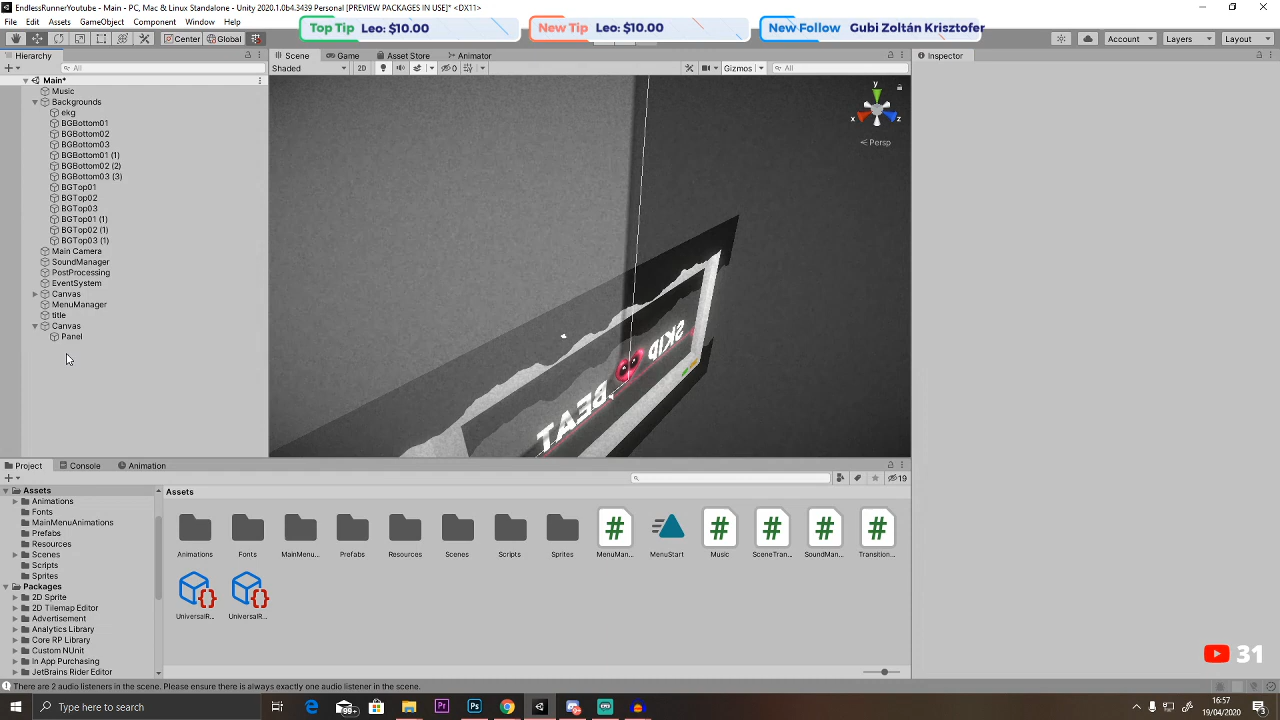 EndlessRunnerYoutube - Main - PC, Mac & Linux Standalone - Unity 2020.1.0b4.3439 Personal [PREVIEW PACKAGES IN USE]* <DX11>
File Edit Assets GameObject Component
Top Tip Leo: $10.00
New Tip Leo: $10.00
New Follow Gubi Zoltán Krisztofer
Center Global
Account Layers Layout
Hierarchy
Scene Game Asset Store Animator
Inspector
All
Shaded 2D 0 Gizmos All
Main*
Music
Backgrounds
ekg
BGBottom01
BGBottom02
BGBottom03
BGBottom01 (1)
BGBottom02 (2)
BGBottom03 (3)
BGTop01
BGTop02
BGTop03
BGTop01 (1)
BGTop02 (1)
BGTop03 (1)
Main Camera
SoundManager
PostProcessing
EventSystem
Canvas
MenuManager
title
Canvas
Panel
y
x z
< Persp
SKIP
BEAT
Project Console Animation
19
Assets
Animations
Fonts
MainMenuAnimations
Prefabs
Resources
Scenes
Scripts
Sprites
Packages
2D Sprite
2D Tilemap Editor
Advertisement
Analytics Library
Core RP Library
Custom NUnit
In App Purchasing
JetBrains Rider Editor
Assets
Animations Fonts MainMenu... Prefabs Resources Scenes Scripts Sprites MenuMan... MenuStart Music SceneTran... SoundMan... Transition...
UniversalR... UniversalR...
31
There are 2 audio listeners in the scene. Please ensure there is always exactly one audio listener in the scene.
Type here to search
16:57
19/04/2020